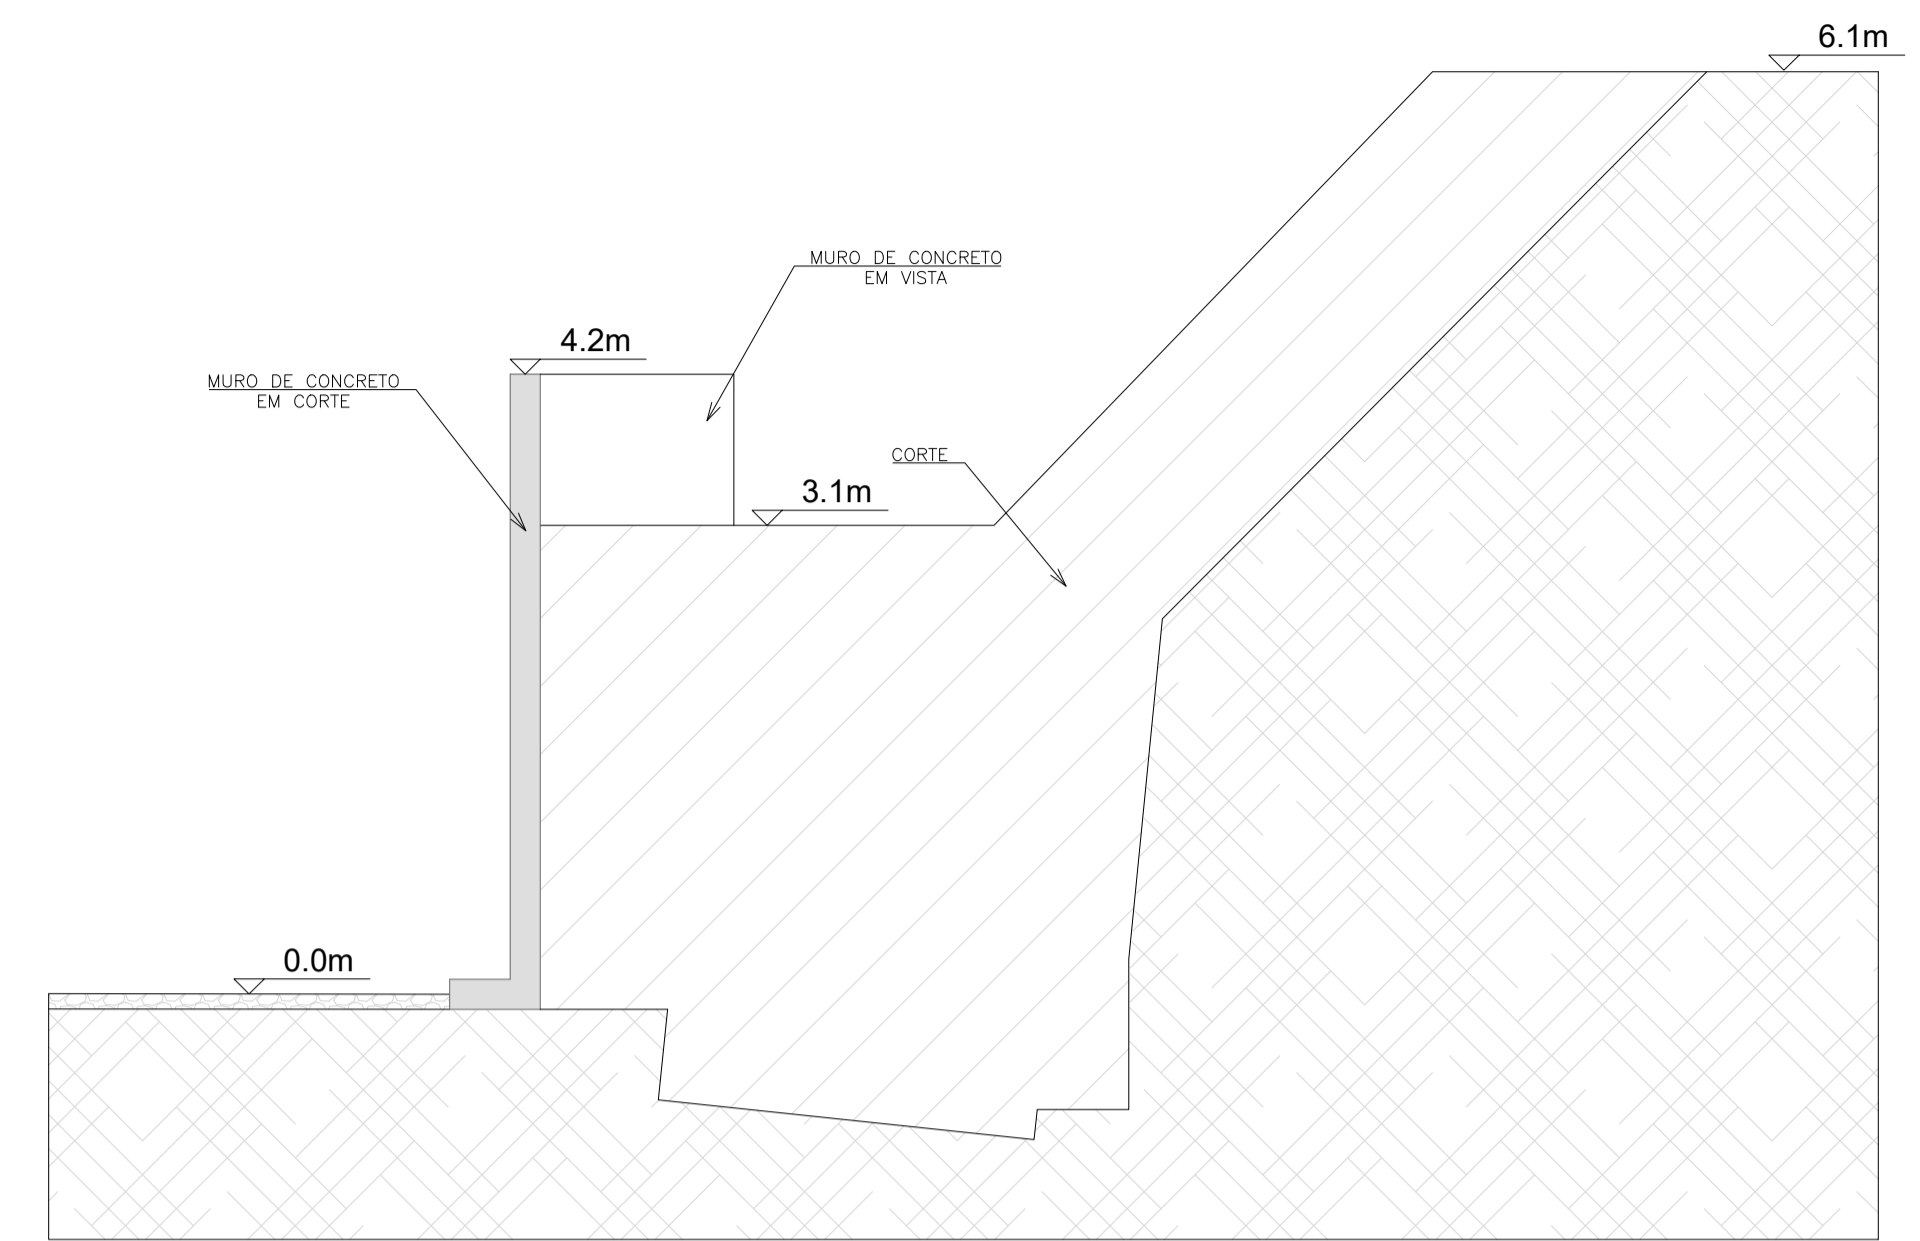 6.1m
MURO DE CONCRETO
EM VISTA
4.2m
MURO DE CONCRETO
EM CORTE
CORTE
3.1m
0.0m